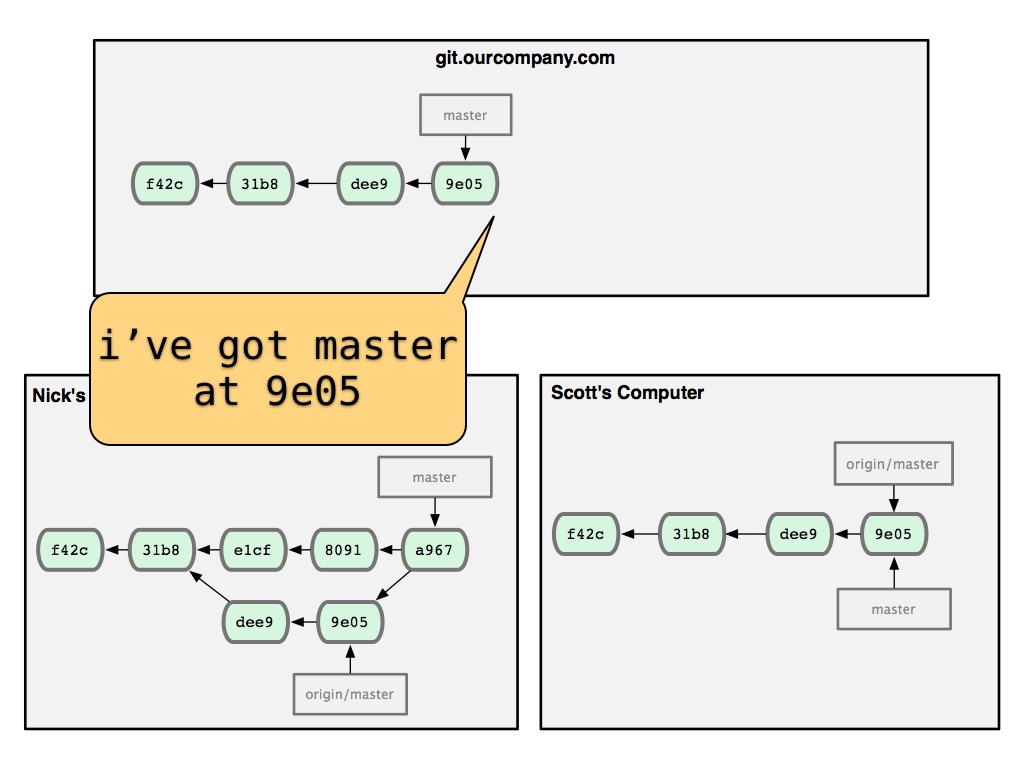 git.ourcompany.com
master
f42c 31b8 dee9 9e05
i’ve got master
at 9e05
Nick's
master
f42c 31b8 e1cf 8091 a967
dee9 9e05
origin/master
Scott's Computer
origin/master
f42c 31b8 dee9 9e05
master